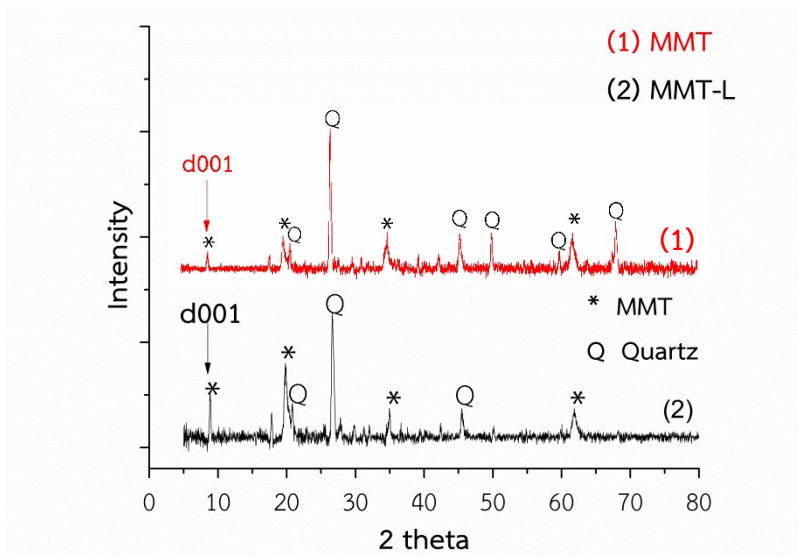 (1) MMT
(2) MMT-L
Q
d001
* * Q * Q Q Q * Q
(1)
Intensity
* MMT
Q Quartz
d001
Q
* * Q * Q *
(2)
0 10 20 30 40 50 60 70 80
2 theta